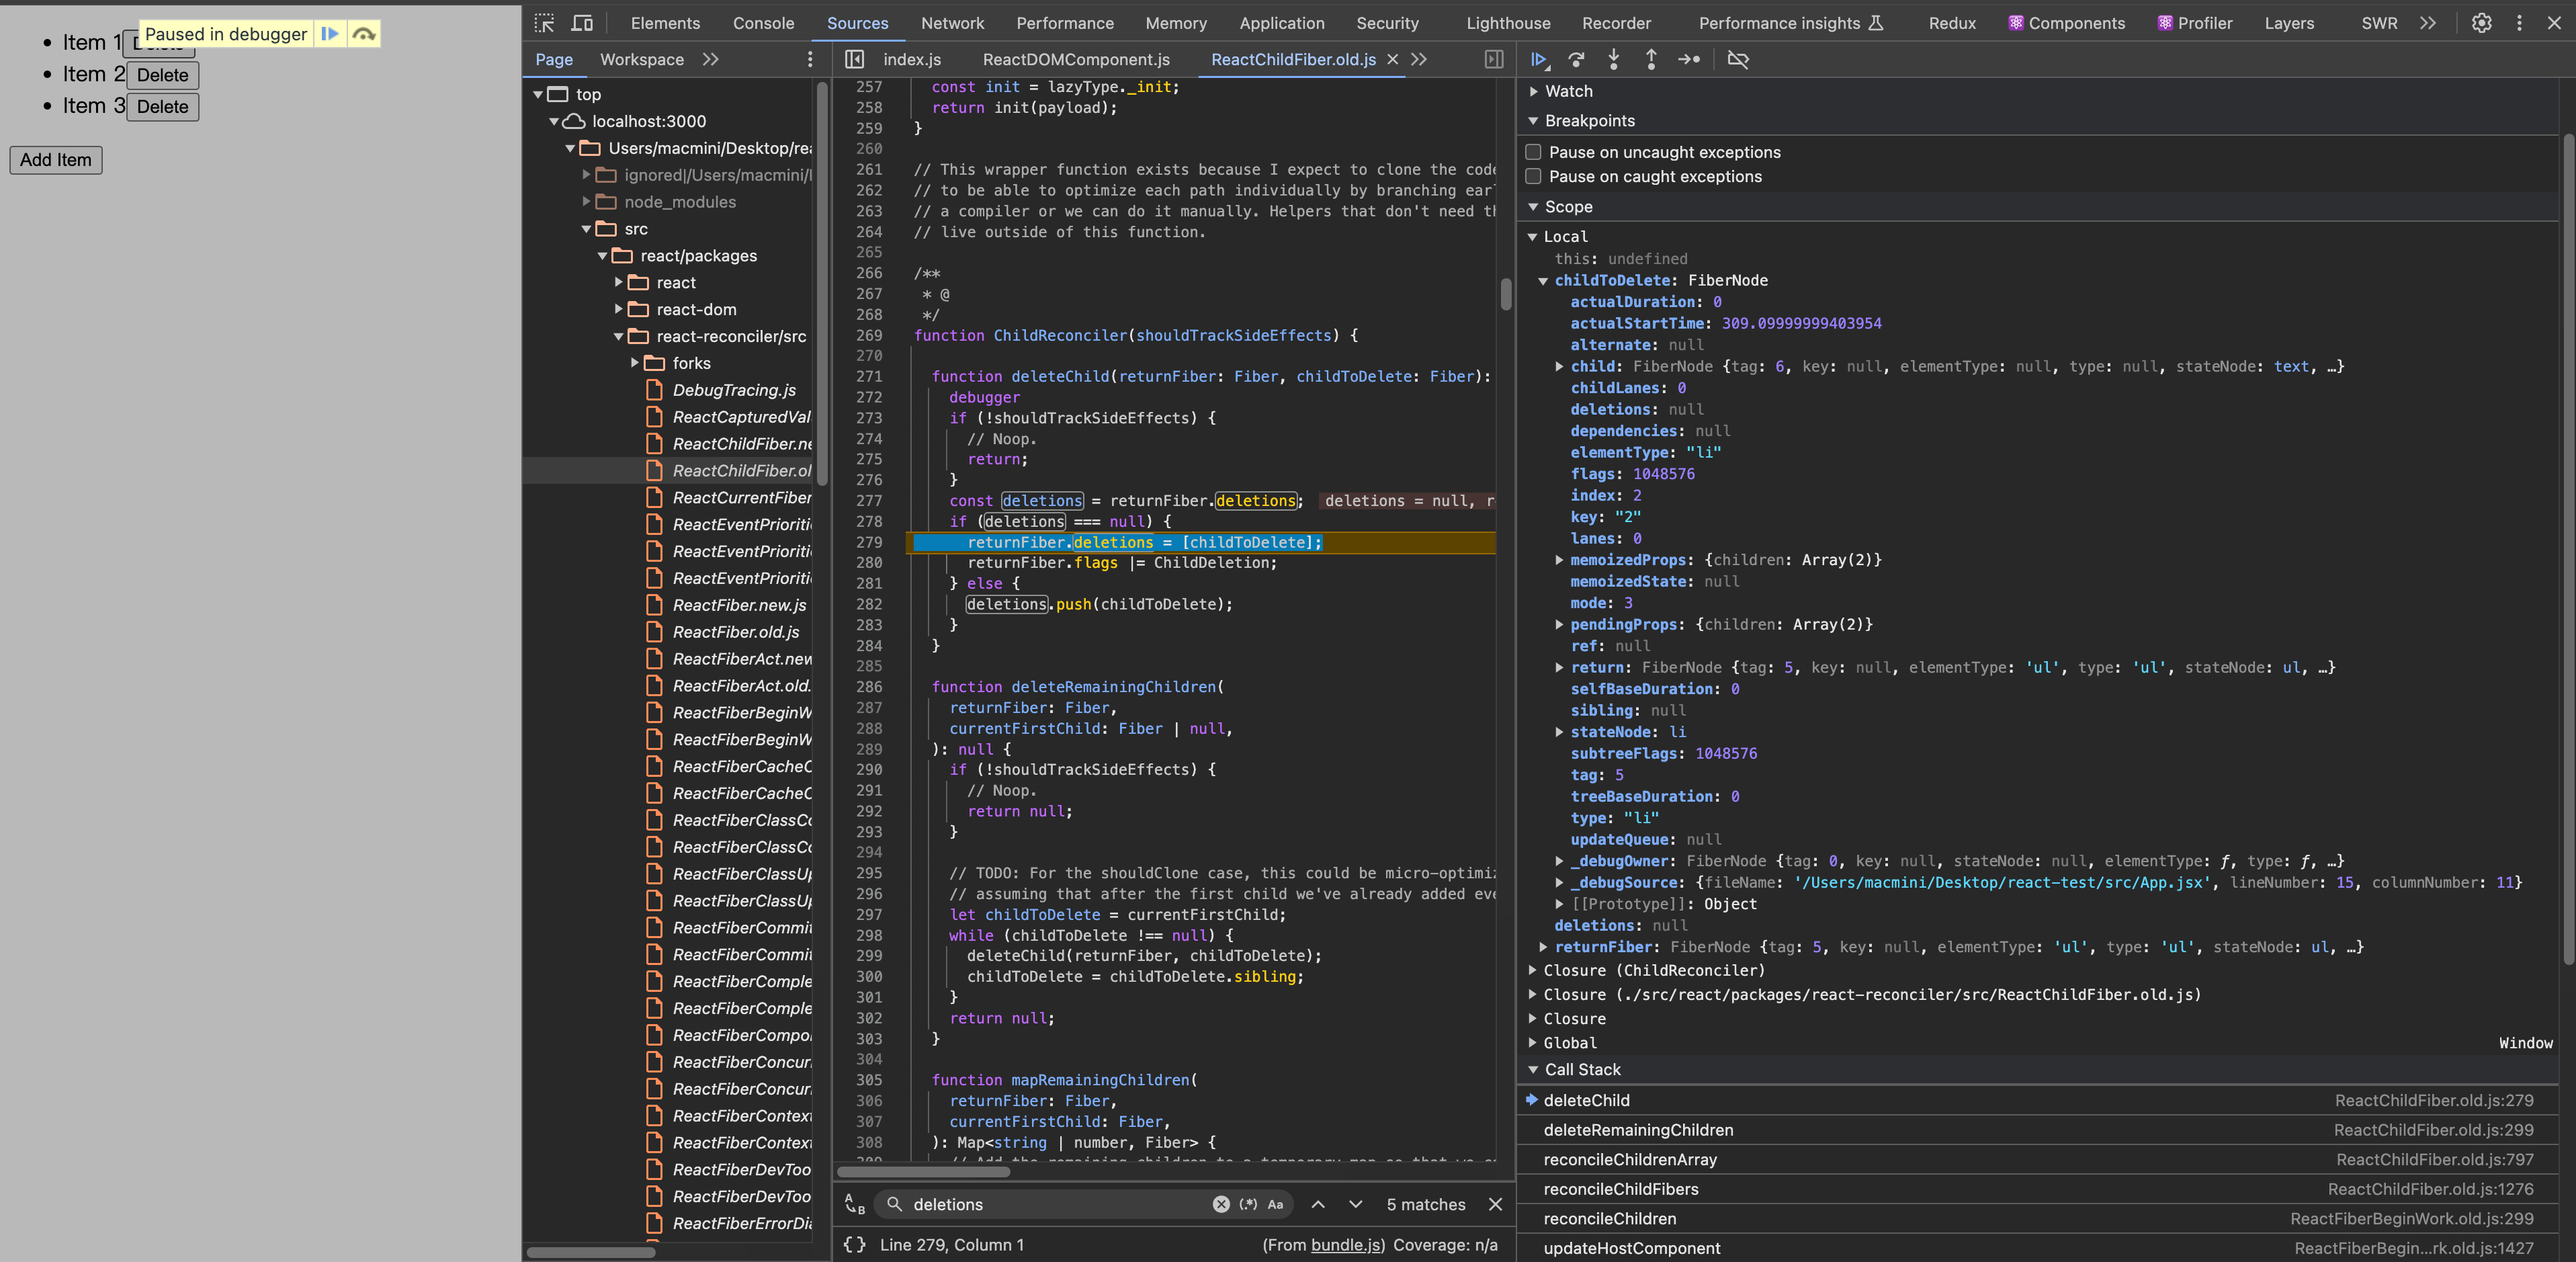 Item 1
Paused in debugger
Item 2 Delete
Item 3 Delete
Add Item
Elements Console Sources Network Performance Memory Application Security Lighthouse Recorder Performance insights Redux Components Profiler Layers SWR
Page Workspace
index.js ReactDOMComponent.js ReactChildFiber.old.js
top
localhost:3000
Users/macmini/Desktop/rea
ignored|/Users/macmini/
node_modules
src
react/packages
react
react-dom
react-reconciler/src
forks
DebugTracing.js
ReactCapturedVal
ReactChildFiber.ne
ReactChildFiber.ol
ReactCurrentFiber
ReactEventPrioriti
ReactEventPrioriti
ReactEventPrioriti
ReactFiber.new.js
ReactFiber.old.js
ReactFiberAct.new
ReactFiberAct.old.
ReactFiberBeginW
ReactFiberBeginW
ReactFiberCacheC
ReactFiberCacheC
ReactFiberClassCo
ReactFiberClassCo
ReactFiberClassUp
ReactFiberClassUp
ReactFiberCommit
ReactFiberCommit
ReactFiberComple
ReactFiberComple
ReactFiberCompo
ReactFiberConcur
ReactFiberConcur
ReactFiberContext
ReactFiberContext
ReactFiberDevToo
ReactFiberDevToo
ReactFiberErrorDia
257 const init = lazyType._init;
258 return init(payload);
259 }
260
261 // This wrapper function exists because I expect to clone the code
262 // to be able to optimize each path individually by branching earl
263 // a compiler or we can do it manually. Helpers that don't need th
264 // live outside of this function.
265
266 /**
267 * @
268 */
269 function ChildReconciler(shouldTrackSideEffects) {
270
271 function deleteChild(returnFiber: Fiber, childToDelete: Fiber):
272 debugger
273 if (!shouldTrackSideEffects) {
274 // Noop.
275 return;
276 }
277 const deletions = returnFiber.deletions; deletions = null, r
278 if (deletions === null) {
279 returnFiber.deletions = [childToDelete];
280 returnFiber.flags |= ChildDeletion;
281 } else {
282 deletions.push(childToDelete);
283 }
284 }
285
286 function deleteRemainingChildren(
287 returnFiber: Fiber,
288 currentFirstChild: Fiber | null,
289 ): null {
290 if (!shouldTrackSideEffects) {
291 // Noop.
292 return null;
293 }
294
295 // TODO: For the shouldClone case, this could be micro-optimiz
296 // assuming that after the first child we've already added eve
297 let childToDelete = currentFirstChild;
298 while (childToDelete !== null) {
299 deleteChild(returnFiber, childToDelete);
300 childToDelete = childToDelete.sibling;
301 }
302 return null;
303 }
304
305 function mapRemainingChildren(
306 returnFiber: Fiber,
307 currentFirstChild: Fiber,
308 ): Map<string | number, Fiber> {
deletions (.*) Aa 5 matches
{} Line 279, Column 1 (From bundle.js) Coverage: n/a
Watch
Breakpoints
Pause on uncaught exceptions
Pause on caught exceptions
Scope
Local
this: undefined
childToDelete: FiberNode
actualDuration: 0
actualStartTime: 309.09999999403954
alternate: null
child: FiberNode {tag: 6, key: null, elementType: null, type: null, stateNode: text, …}
childLanes: 0
deletions: null
dependencies: null
elementType: "li"
flags: 1048576
index: 2
key: "2"
lanes: 0
memoizedProps: {children: Array(2)}
memoizedState: null
mode: 3
pendingProps: {children: Array(2)}
ref: null
return: FiberNode {tag: 5, key: null, elementType: 'ul', type: 'ul', stateNode: ul, …}
selfBaseDuration: 0
sibling: null
stateNode: li
subtreeFlags: 1048576
tag: 5
treeBaseDuration: 0
type: "li"
updateQueue: null
_debugOwner: FiberNode {tag: 0, key: null, stateNode: null, elementType: ƒ, type: ƒ, …}
_debugSource: {fileName: '/Users/macmini/Desktop/react-test/src/App.jsx', lineNumber: 15, columnNumber: 11}
[[Prototype]]: Object
deletions: null
returnFiber: FiberNode {tag: 5, key: null, elementType: 'ul', type: 'ul', stateNode: ul, …}
Closure (ChildReconciler)
Closure (./src/react/packages/react-reconciler/src/ReactChildFiber.old.js)
Closure
Global Window
Call Stack
deleteChild ReactChildFiber.old.js:279
deleteRemainingChildren ReactChildFiber.old.js:299
reconcileChildrenArray ReactChildFiber.old.js:797
reconcileChildFibers ReactChildFiber.old.js:1276
reconcileChildren ReactFiberBeginWork.old.js:299
updateHostComponent ReactFiberBegin…rk.old.js:1427